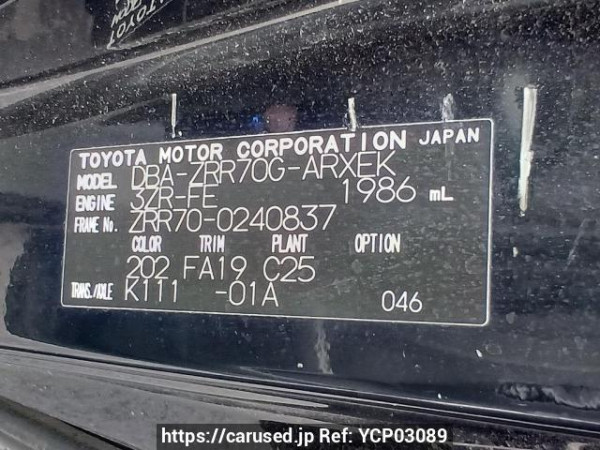 TOYOTA MOTOR CORPORATION JAPAN
MODEL DBA-ZRR70G-ARXEK
ENGINE 3ZR-FE 1986 mL
FRAME No. ZRR70-0240837
COLOR TRIM PLANT OPTION
202 FA19 C25
TRANS./AXLE K111 -01A 046
https://carused.jp Ref: YCP03089